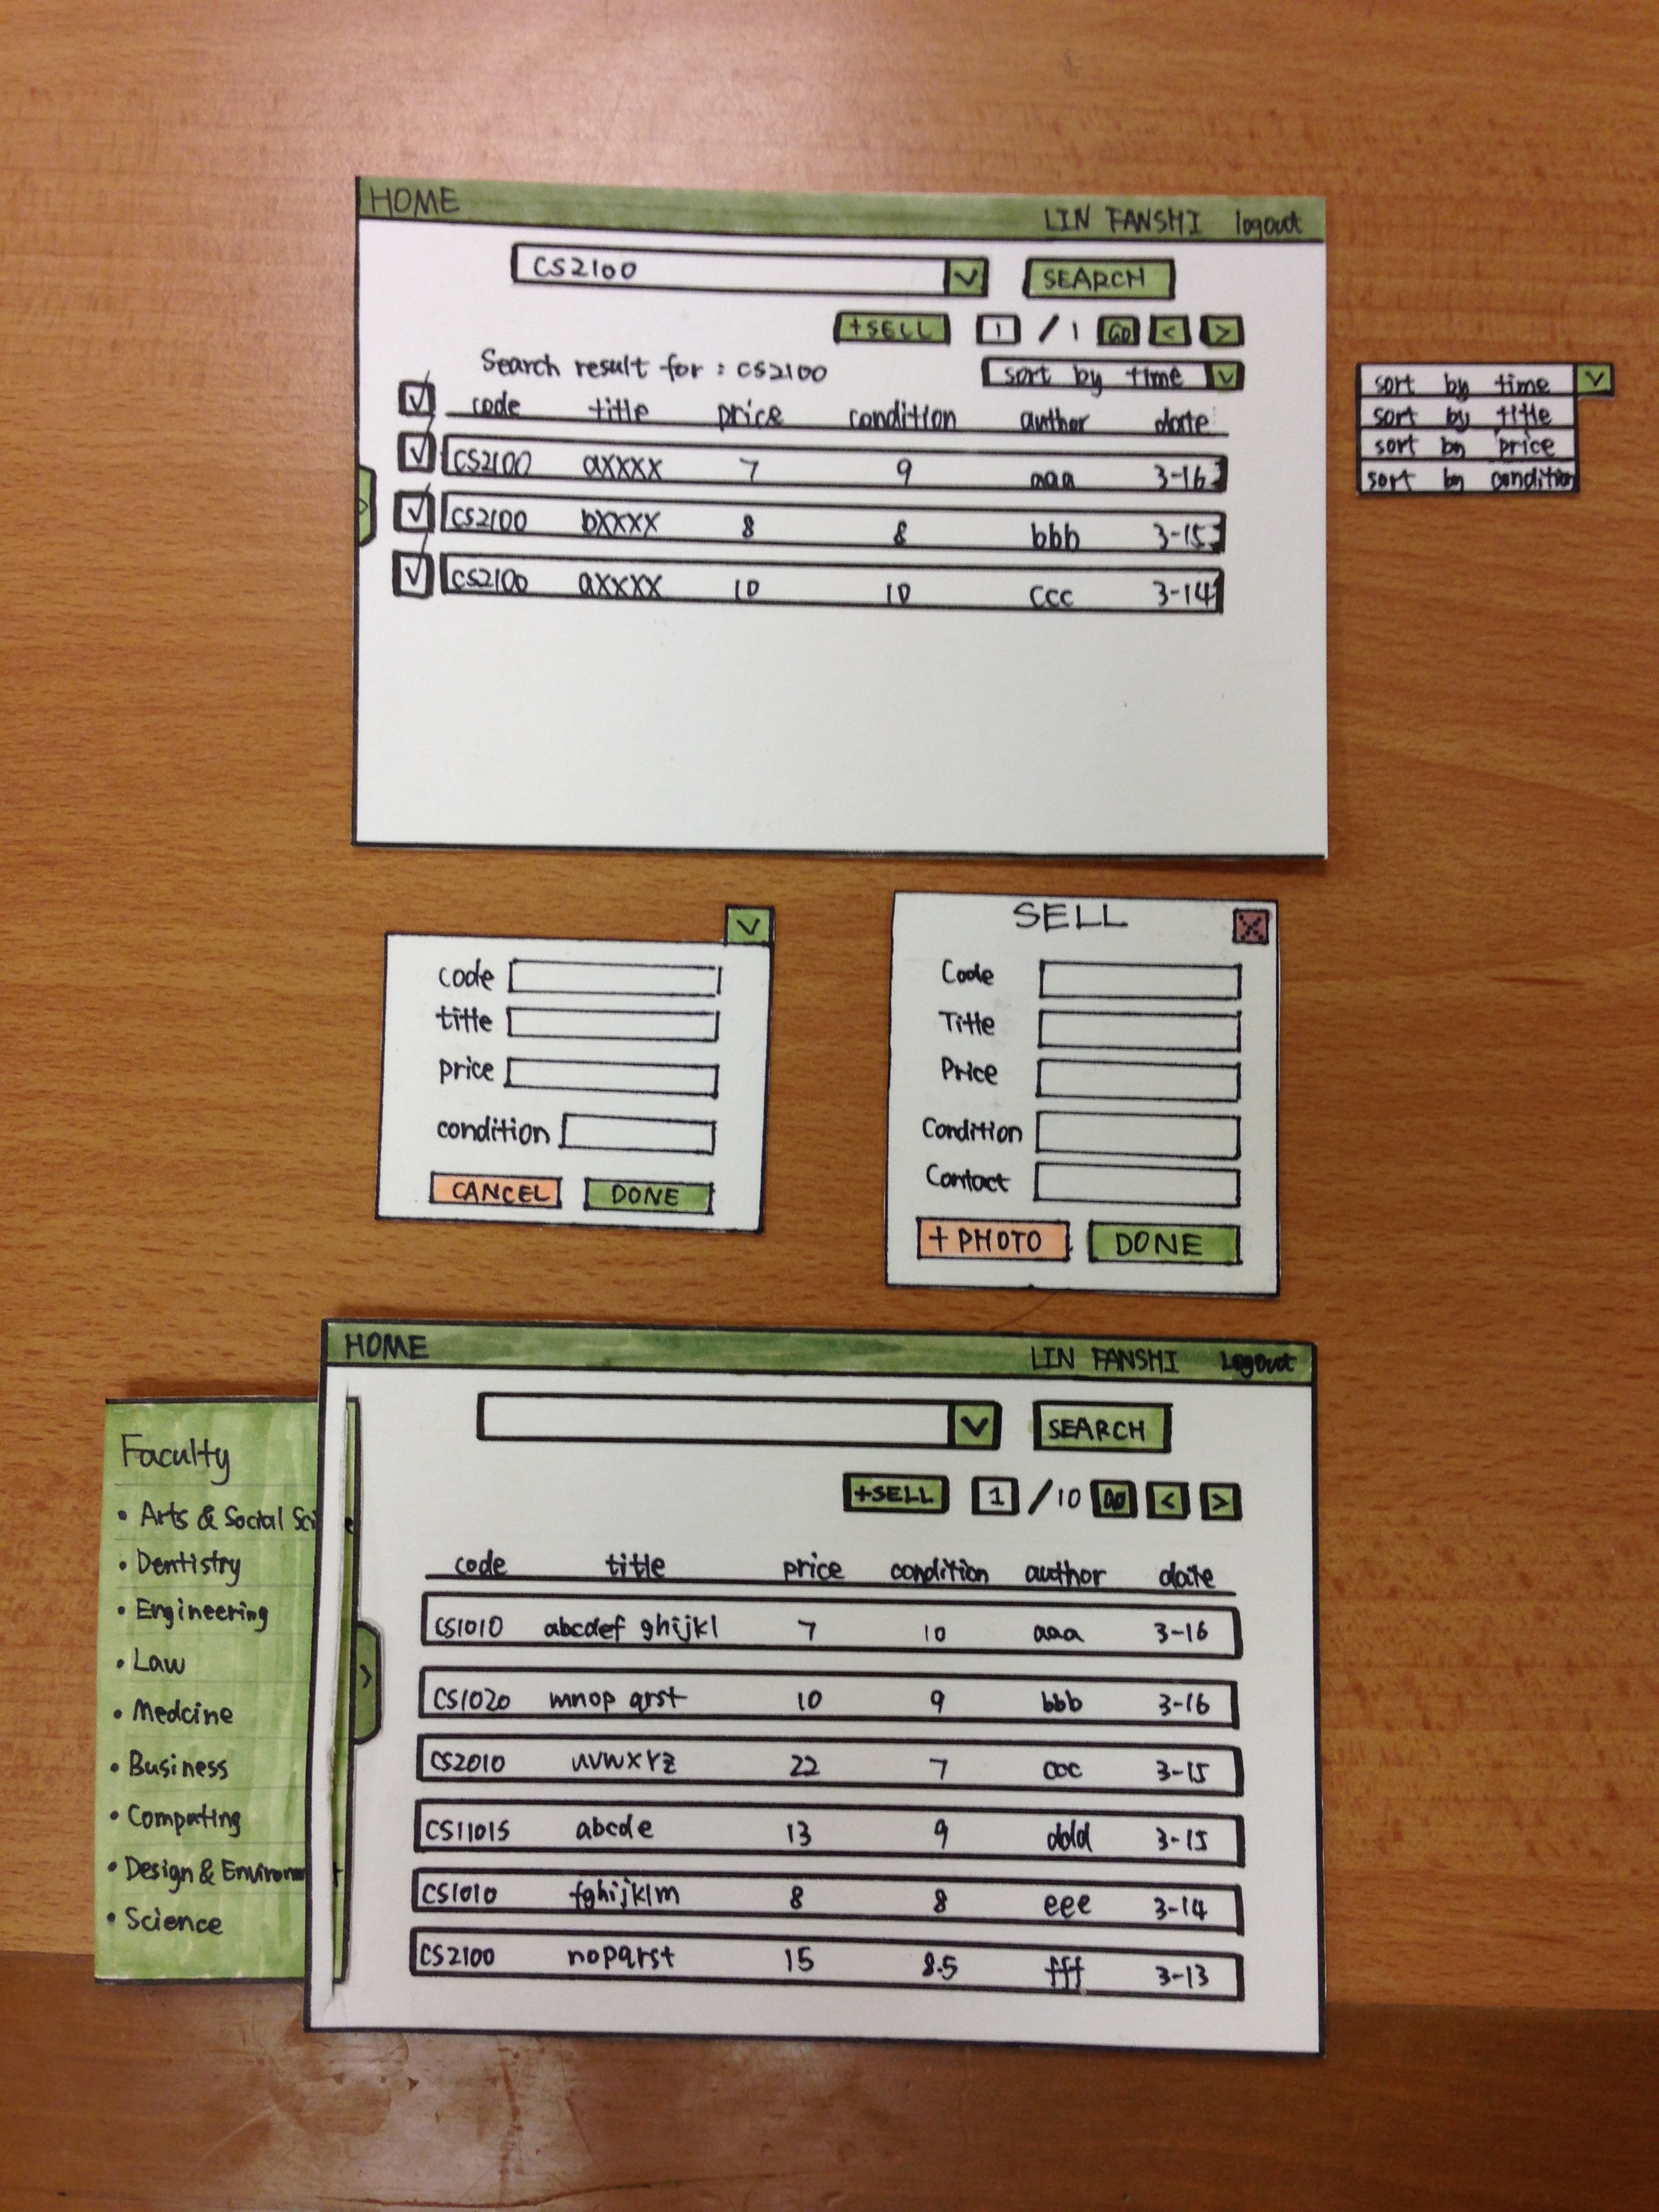 HOME LIN FANSHI logout
CS2100 V SEARCH
+SELL 1 / 1 GO < >
Search result for : CS2100 sort by time V
code title price condition author date
CS2100 axxxx 7 9 aaa 3-16
CS2100 bxxxx 8 8 bbb 3-15
CS2100 axxxx 10 10 ccc 3-14
>
sort by time V
sort by title
sort by price
sort by condition
V
code
title
price
condition
CANCEL DONE
SELL X
Code
Title
Price
Condition
Contact
+ PHOTO DONE
HOME LIN FANSHI Logout
V SEARCH
+SELL 1 / 10 GO < >
code title price condition author date
CS1010 abcdef ghijkl 7 10 aaa 3-16
CS1020 mnop qrst 10 9 bbb 3-16
CS2010 uvwxyz 22 7 ccc 3-15
CS1101S abcde 13 9 ddd 3-15
CS1010 fghijklm 8 8 eee 3-14
CS2100 nopqrst 15 8.5 fff 3-13
>
Faculty
• Arts & Social Sci
• Dentistry
• Engineering
• Law
• Medcine
• Business
• Computing
• Design & Environm
• Science